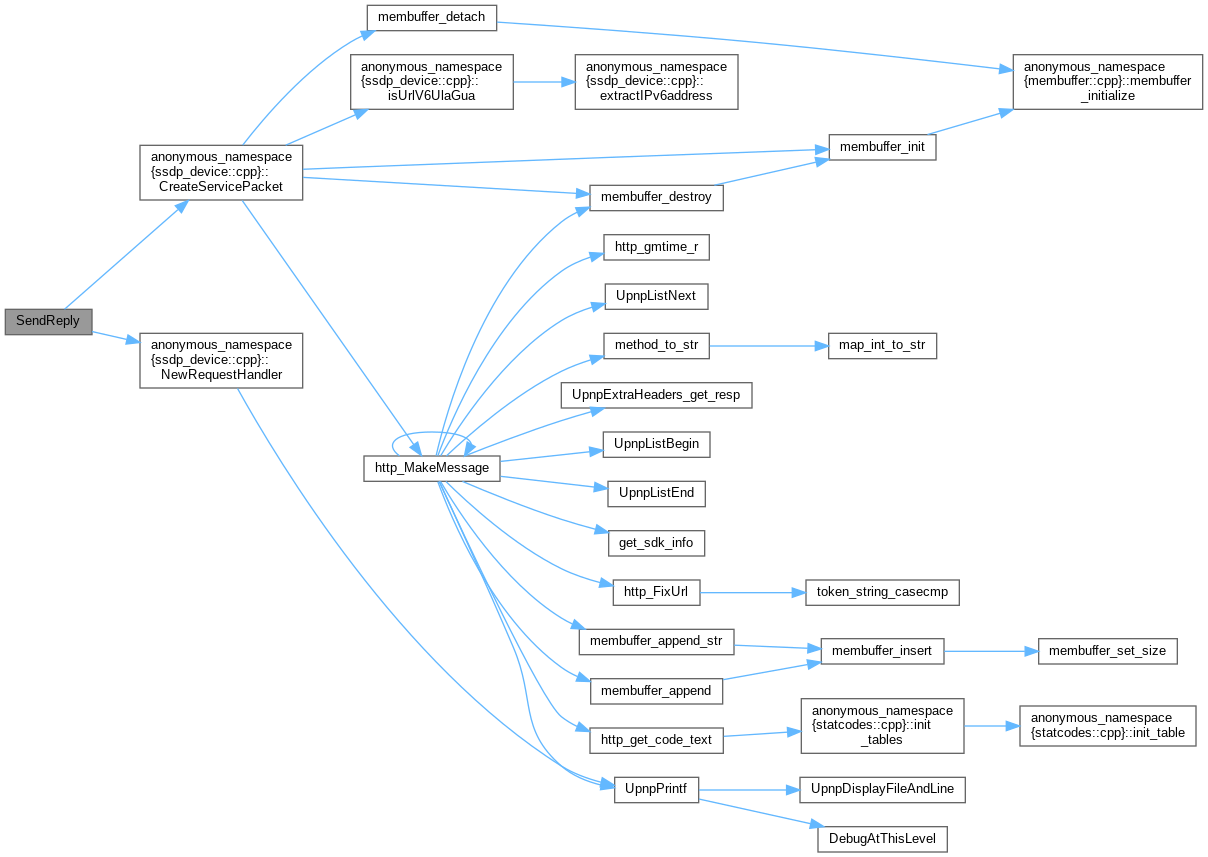 membuffer_detach
anonymous_namespace
{ssdp_device::cpp}::
isUrlV6UlaGua
anonymous_namespace
{ssdp_device::cpp}::
extractIPv6address
anonymous_namespace
{membuffer::cpp}::membuffer
_initialize
anonymous_namespace
{ssdp_device::cpp}::
CreateServicePacket
membuffer_init
membuffer_destroy
http_gmtime_r
UpnpListNext
SendReply
anonymous_namespace
{ssdp_device::cpp}::
NewRequestHandler
method_to_str
map_int_to_str
UpnpExtraHeaders_get_resp
UpnpListBegin
http_MakeMessage
UpnpListEnd
get_sdk_info
http_FixUrl
token_string_casecmp
membuffer_append_str
membuffer_insert
membuffer_set_size
membuffer_append
http_get_code_text
anonymous_namespace
{statcodes::cpp}::init
_tables
anonymous_namespace
{statcodes::cpp}::init_table
UpnpPrintf
UpnpDisplayFileAndLine
DebugAtThisLevel